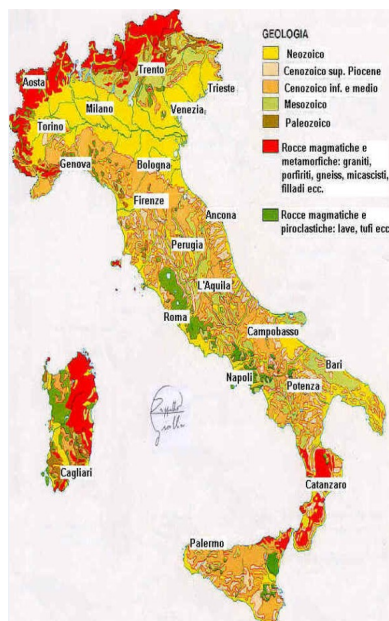 GEOLOGIA
Neozoico
Cenozoico sup. Piocene
Cenozoico inf. e medio
Mesozoico
Paleozoico
Rocce magmatiche e
metamorfiche: graniti,
porfiriti, gneiss, micascisti,
filladi ecc.
Rocce magmatiche e
piroclastiche: lave, tufi ecc
Aosta
Trento
Trieste
Milano
Venezia
Torino
Genova
Bologna
Firenze
Ancona
Perugia
L'Aquila
Roma
Campobasso
Bari
Napoli
Potenza
Cagliari
Catanzaro
Palermo